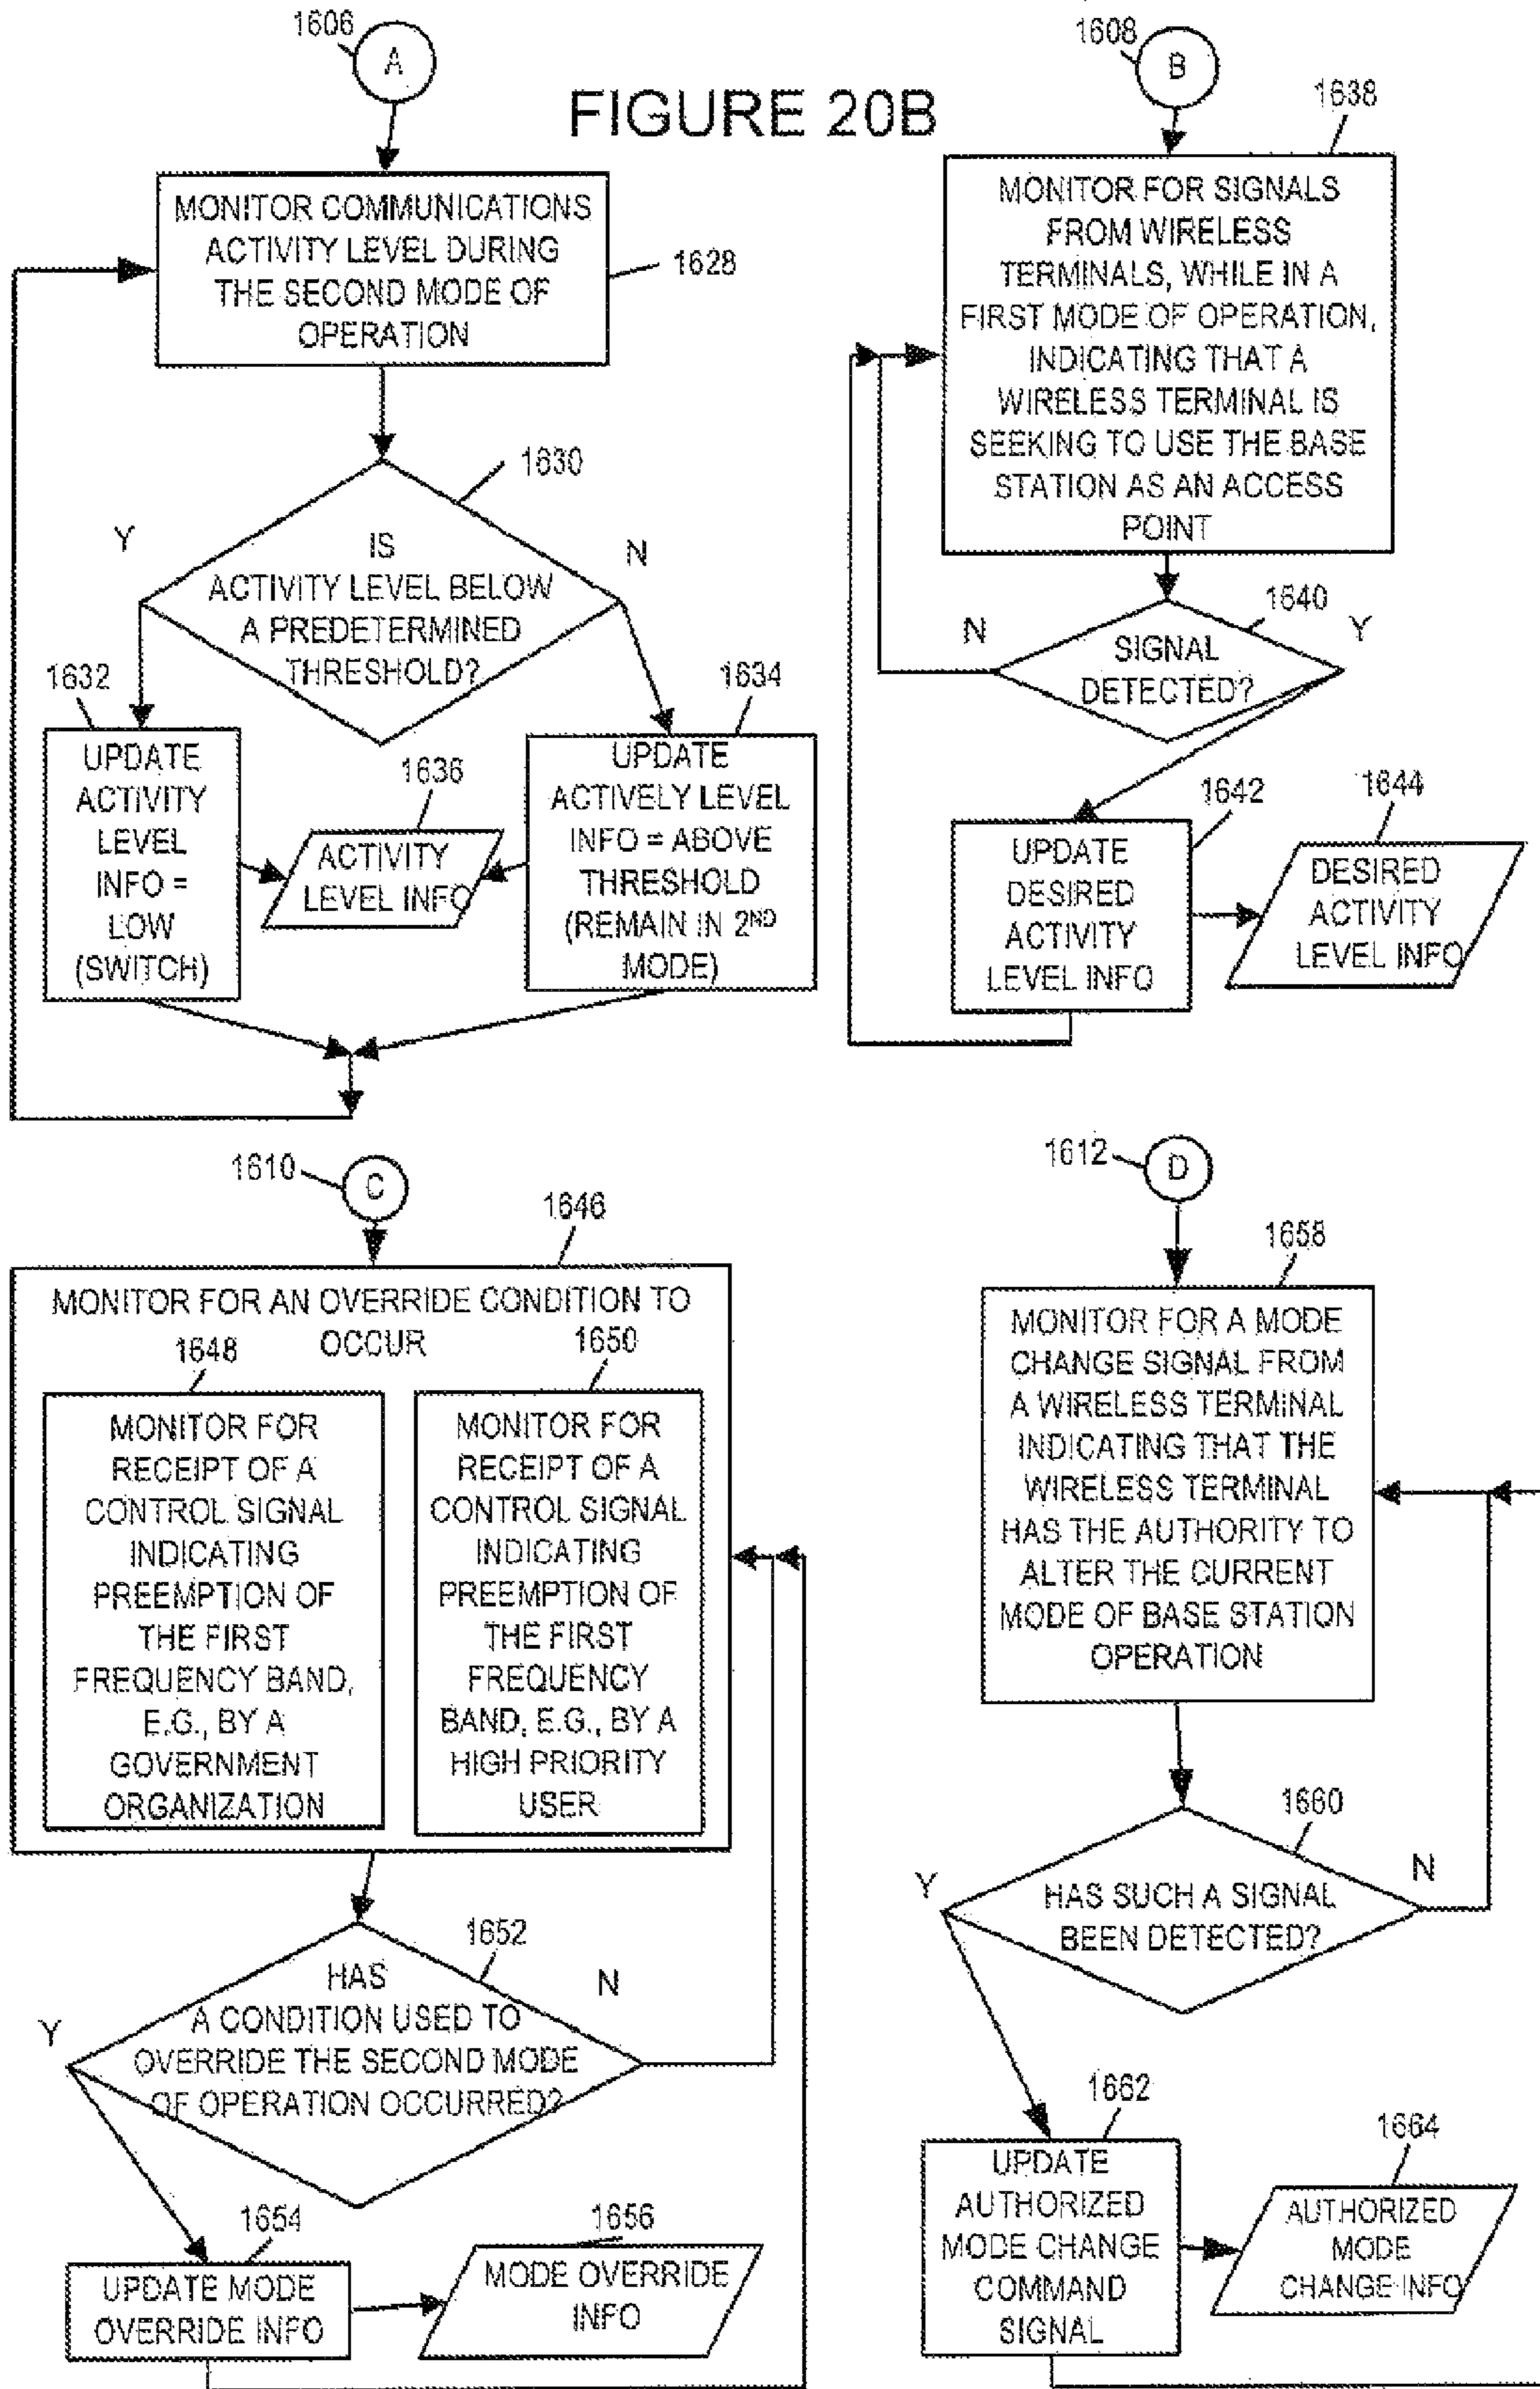 1606
A
FIGURE 20B
MONITOR COMMUNICATIONS
ACTIVITY LEVEL DURING
THE SECOND MODE OF
OPERATION
1628
1630
Y
N
IS
ACTIVITY LEVEL BELOW
A PREDETERMINED
THRESHOLD?
1632
UPDATE
ACTIVITY
LEVEL
INFO =
LOW
(SWITCH)
1636
ACTIVITY
LEVEL INFO
1634
UPDATE
ACTIVELY LEVEL
INFO = ABOVE
THRESHOLD
(REMAIN IN 2ND
MODE)
1608
B
1638
MONITOR FOR SIGNALS
FROM WIRELESS
TERMINALS, WHILE IN A
FIRST MODE OF OPERATION,
INDICATING THAT A
WIRELESS TERMINAL IS
SEEKING TO USE THE BASE
STATION AS AN ACCESS
POINT
1640
N
Y
SIGNAL
DETECTED?
1642
UPDATE
DESIRED
ACTIVITY
LEVEL INFO
1644
DESIRED
ACTIVITY
LEVEL INFO
1610
C
1646
MONITOR FOR AN OVERRIDE CONDITION TO
OCCUR
1648
MONITOR FOR
RECEIPT OF A
CONTROL SIGNAL
INDICATING
PREEMPTION OF
THE FIRST
FREQUENCY BAND,
E.G., BY A
GOVERNMENT
ORGANIZATION
1650
MONITOR FOR
RECEIPT OF A
CONTROL SIGNAL
INDICATING
PREEMPTION OF
THE FIRST
FREQUENCY
BAND, E.G., BY A
HIGH PRIORITY
USER
1652
Y
N
HAS
A CONDITION USED TO
OVERRIDE THE SECOND MODE
OF OPERATION OCCURRED?
1654
UPDATE MODE
OVERRIDE INFO
1656
MODE OVERRIDE
INFO
1612
D
1658
MONITOR FOR A MODE
CHANGE SIGNAL FROM
A WIRELESS TERMINAL
INDICATING THAT THE
WIRELESS TERMINAL
HAS THE AUTHORITY TO
ALTER THE CURRENT
MODE OF BASE STATION
OPERATION
1660
Y
N
HAS SUCH A SIGNAL
BEEN DETECTED?
1662
UPDATE
AUTHORIZED
MODE CHANGE
COMMAND
SIGNAL
1664
AUTHORIZED
MODE
CHANGE INFO